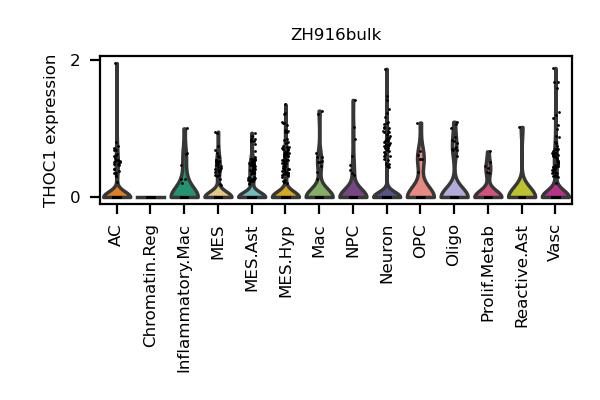 ZH916bulk
THOC1 expression
2
0
AC
Chromatin.Reg
Inflammatory.Mac
MES
MES.Ast
MES.Hyp
Mac
NPC
Neuron
OPC
Oligo
Prolif.Metab
Reactive.Ast
Vasc